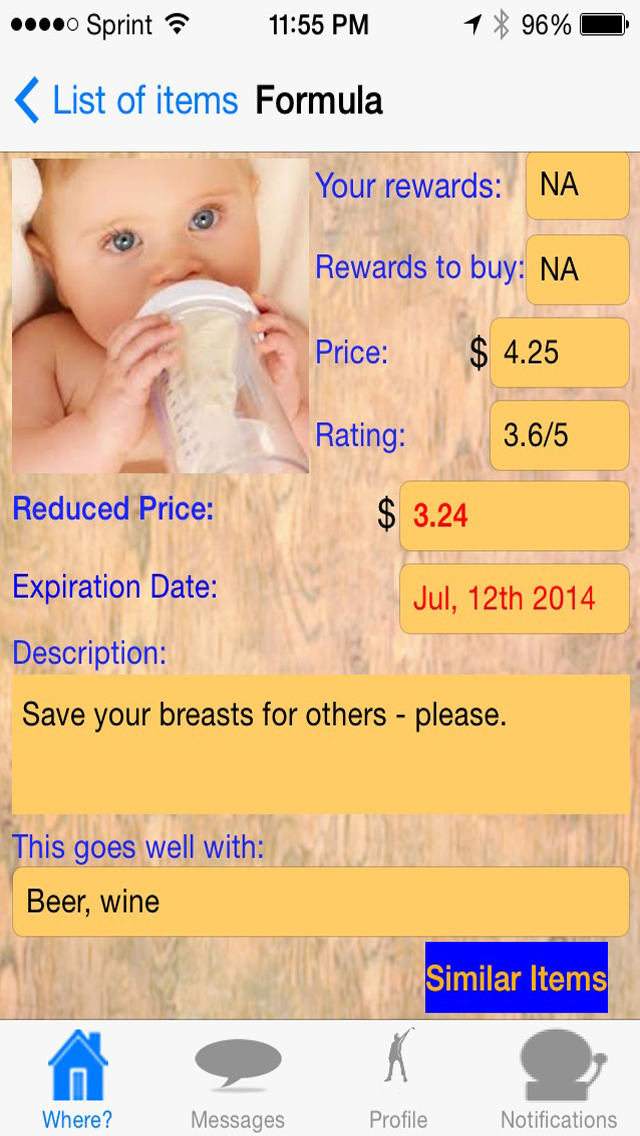 Sprint 11:55 PM 96%
List of items Formula
Your rewards: NA
Rewards to buy: NA
Price: $ 4.25
Rating: 3.6/5
Reduced Price: $ 3.24
Expiration Date: Jul, 12th 2014
Description:
Save your breasts for others - please.
This goes well with:
Beer, wine
Similar Items
Where? Messages Profile Notifications